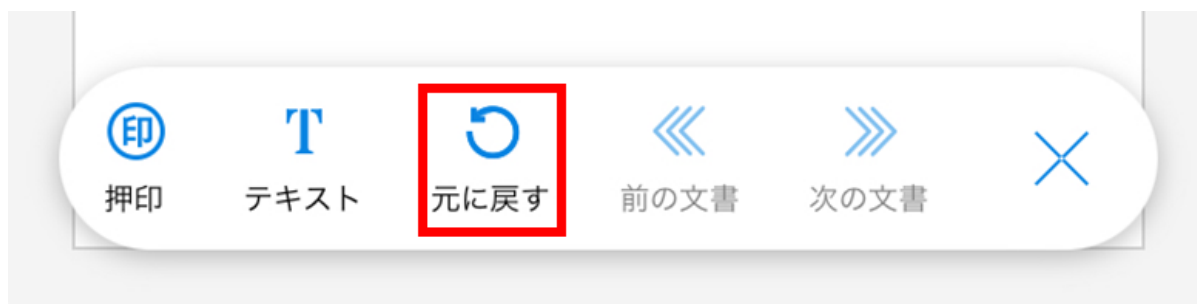 印
T
押印
テキスト
元に戻す
前の文書
次の文書